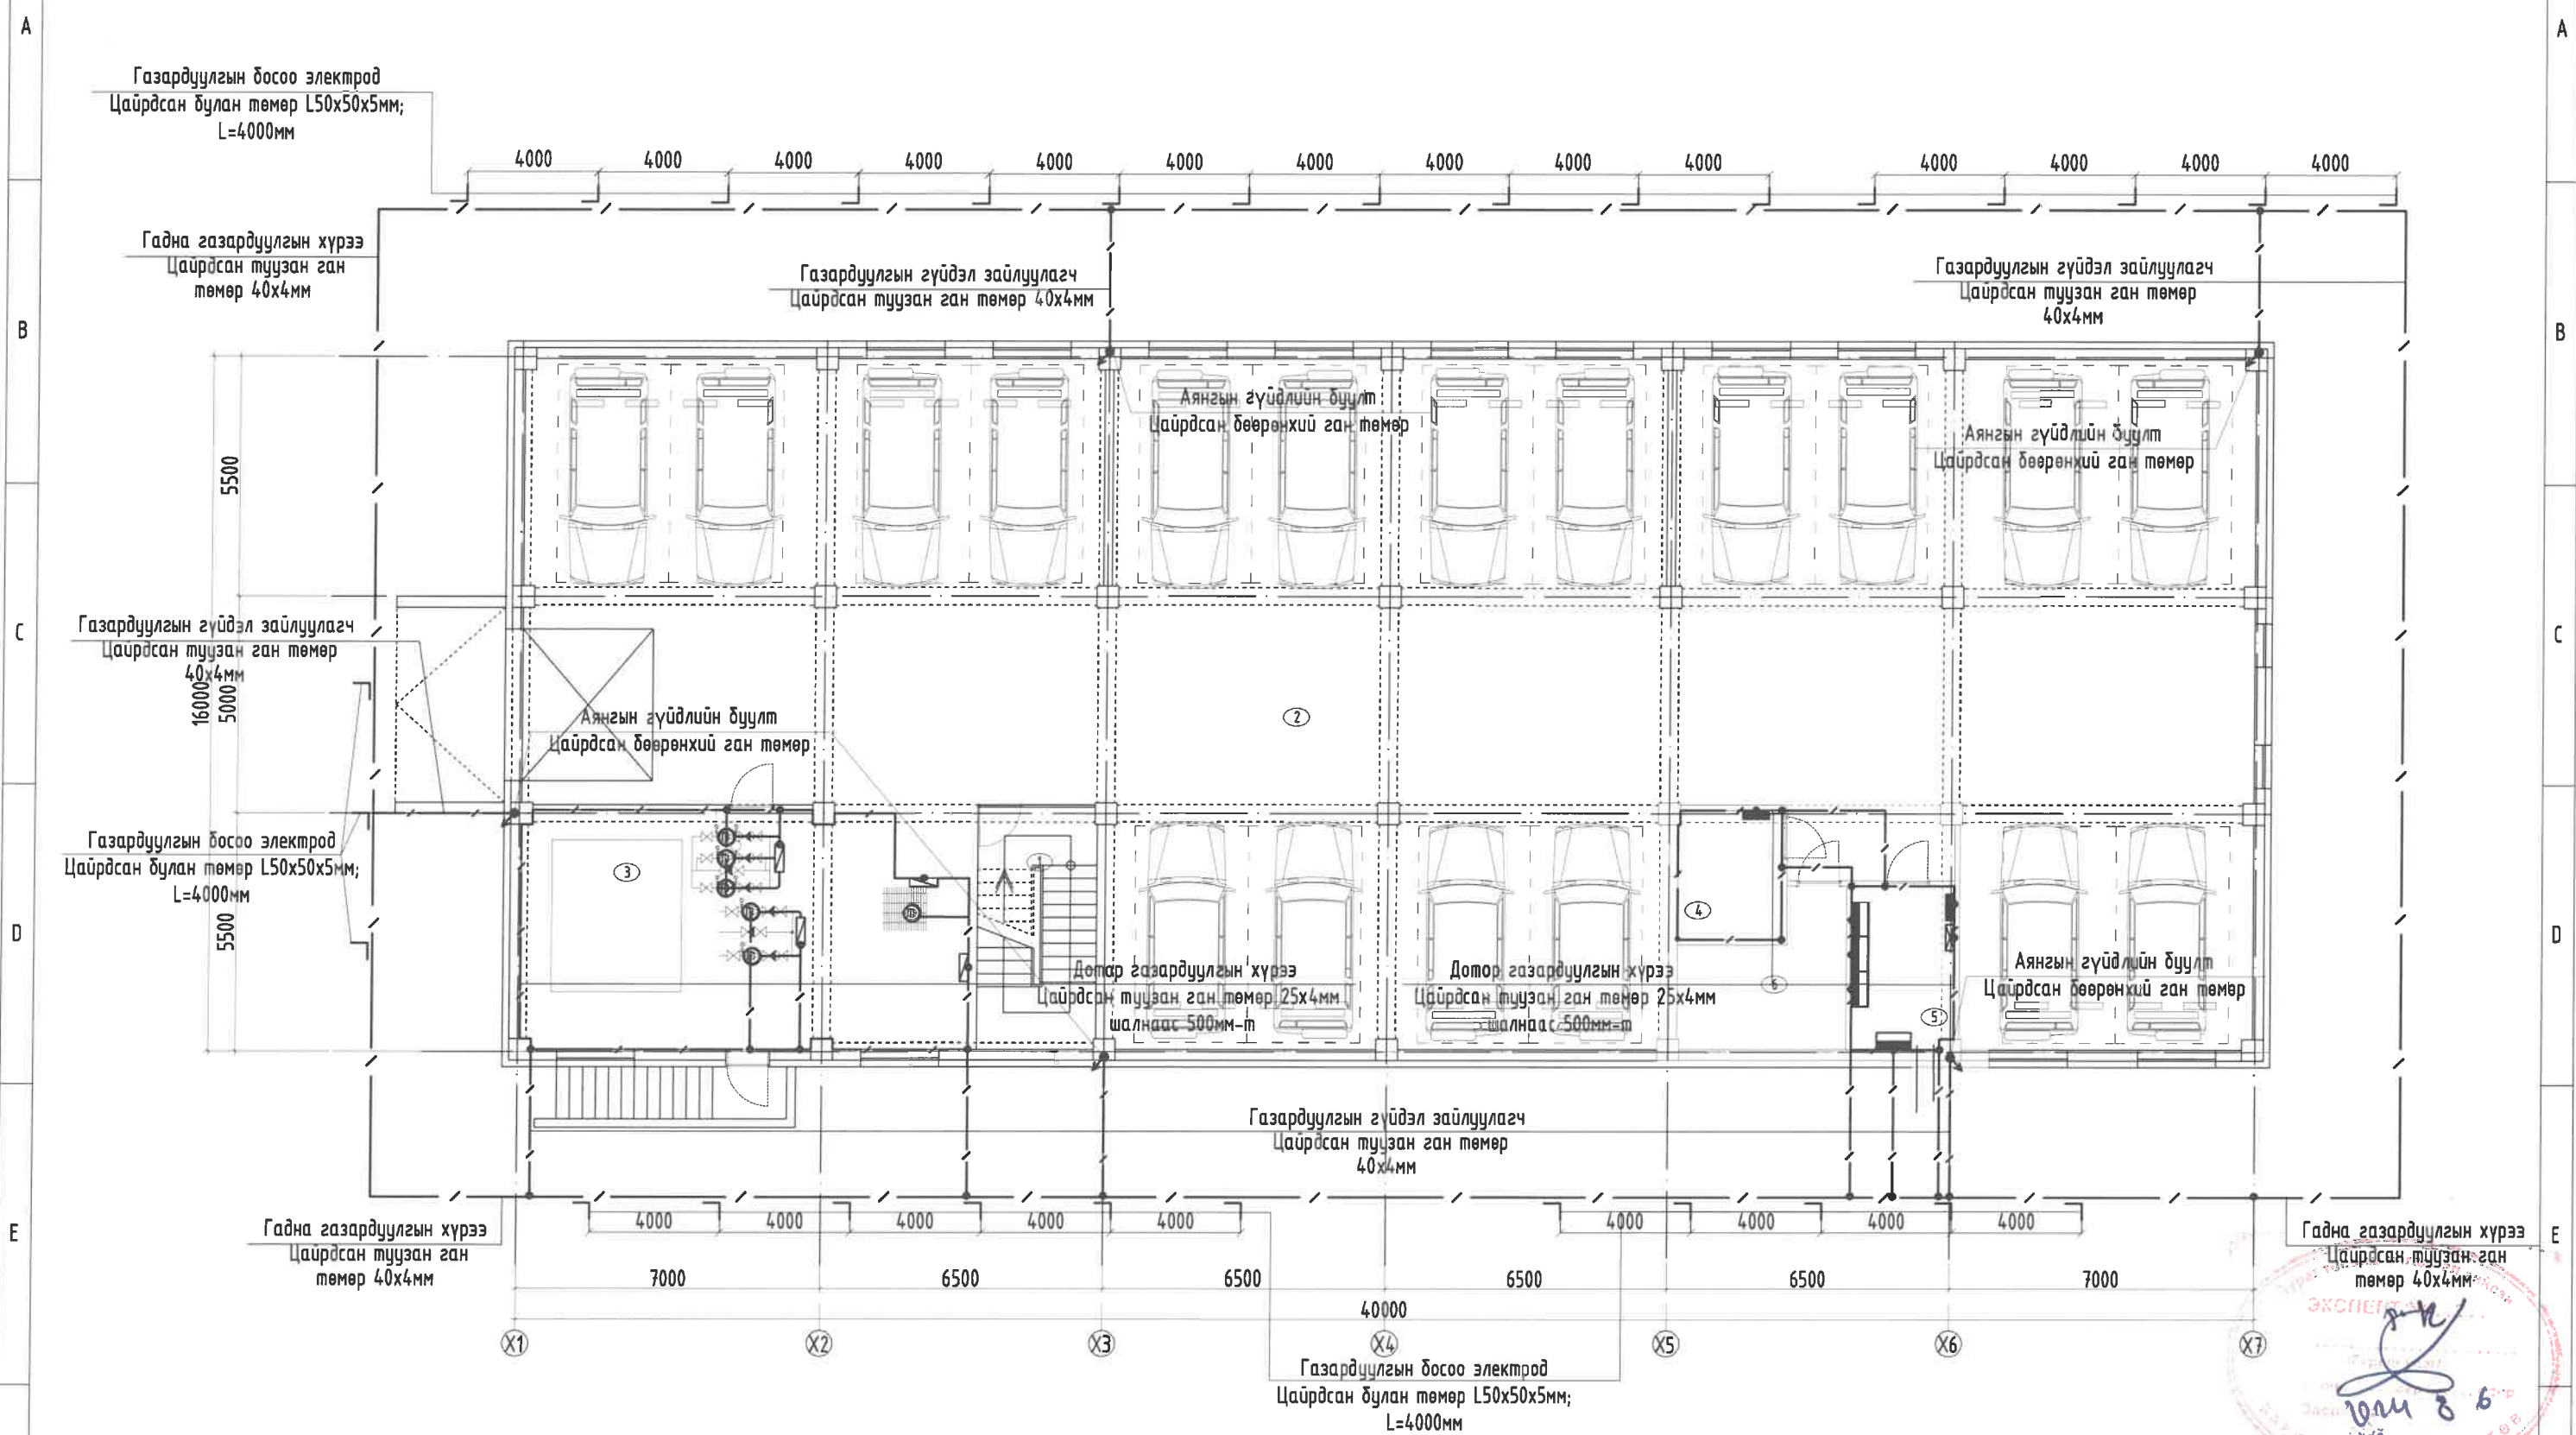 A
A
Газардуулгын босоо электрод
Цайрдсан булан төмөр L50x50x5мм;
L=4000мм
4000 4000 4000 4000 4000 4000 4000 4000 4000 4000 4000 4000 4000 4000
Гадна газардуулгын хүрээ
Цайрдсан туузан ган
төмөр 40x4мм
Газардуулгын гүйдэл зайлуулагч
Цайрдсан туузан ган төмөр 40x4мм
Газардуулгын гүйдэл зайлуулагч
Цайрдсан туузан ган төмөр
40x4мм
B
B
Аянгын гүйдлийн буулт
Цайрдсан бөөрөнхий ган төмөр
Аянгын гүйдлийн буулт
Цайрдсан бөөрөнхий ган төмөр
5500
C
C
Газардуулгын гүйдэл зайлуулагч
Цайрдсан туузан ган төмөр
40x4мм
16000
5000
Аянгын гүйдлийн буулт
Цайрдсан бөөрөнхий ган төмөр
2
Газардуулгын босоо электрод
Цайрдсан булан төмөр L50x50x5мм;
L=4000мм
3
1
4
D
D
5500
Дотор газардуулгын хүрээ
Цайрдсан туузан ган төмөр 25x4мм
шалнаас 500мм-т
Дотор газардуулгын хүрээ
Цайрдсан туузан ган төмөр 25x4мм
шалнаас 500мм-т
6
5
Аянгын гүйдлийн буулт
Цайрдсан бөөрөнхий ган төмөр
Газардуулгын гүйдэл зайлуулагч
Цайрдсан туузан ган төмөр
40x4мм
4000 4000 4000 4000 4000 4000 4000 4000 4000
E
E
Гадна газардуулгын хүрээ
Цайрдсан туузан ган
төмөр 40x4мм
Гадна газардуулгын хүрээ
Цайрдсан туузан ган
төмөр 40x4мм
7000 6500 6500 6500 6500 7000
40000
X1 X2 X3 X4 X5 X6 X7
Газардуулгын босоо электрод
Цайрдсан булан төмөр L50x50x5мм;
L=4000мм